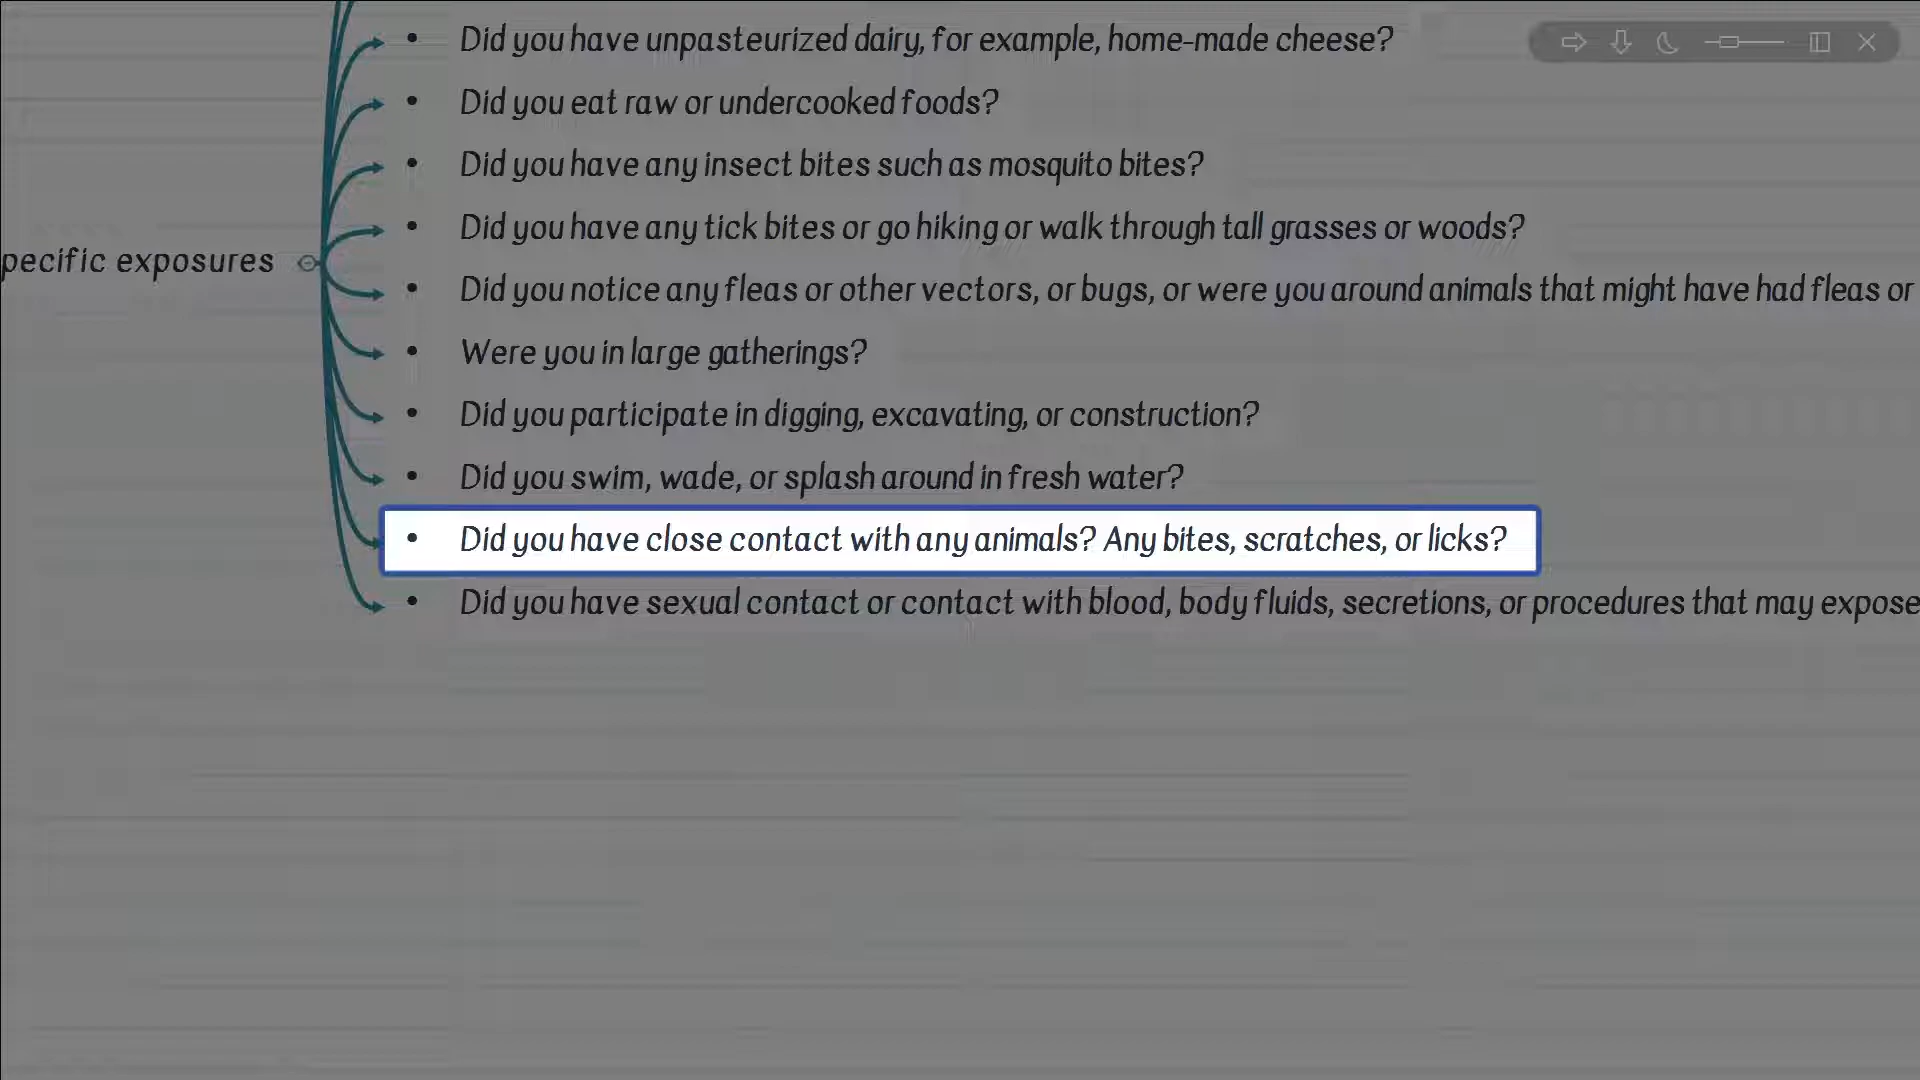 • Did you have unpasteurized dairy, for example, home-made cheese?
• Did you eat raw or undercooked foods?
• Did you have any insect bites such as mosquito bites?
• Did you have any tick bites or go hiking or walk through tall grasses or woods?
pecific exposures
• Did you notice any fleas or other vectors, or bugs, or were you around animals that might have had fleas or
• Were you in large gatherings?
• Did you participate in digging, excavating, or construction?
• Did you swim, wade, or splash around in fresh water?
• Did you have close contact with any animals? Any bites, scratches, or licks?
• Did you have sexual contact or contact with blood, body fluids, secretions, or procedures that may expose